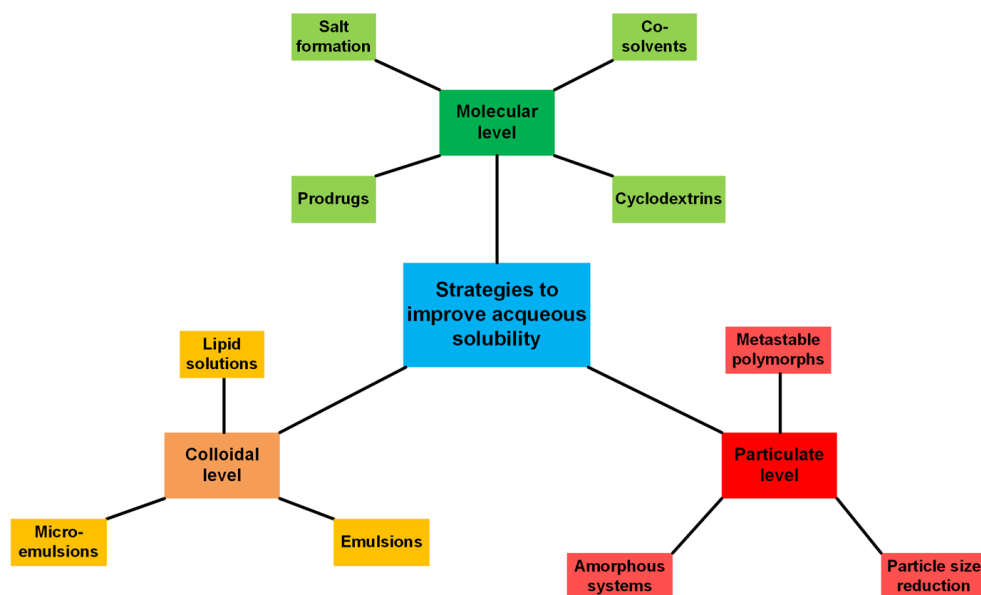 Salt
formation
Co-
solvents
Molecular
level
Prodrugs
Cyclodextrins
Strategies to
improve acqueous
solubility
Metastable
polymorphs
Lipid
solutions
Colloidal
level
Particulate
level
Micro-
emulsions
Emulsions
Amorphous
systems
Particle size
reduction